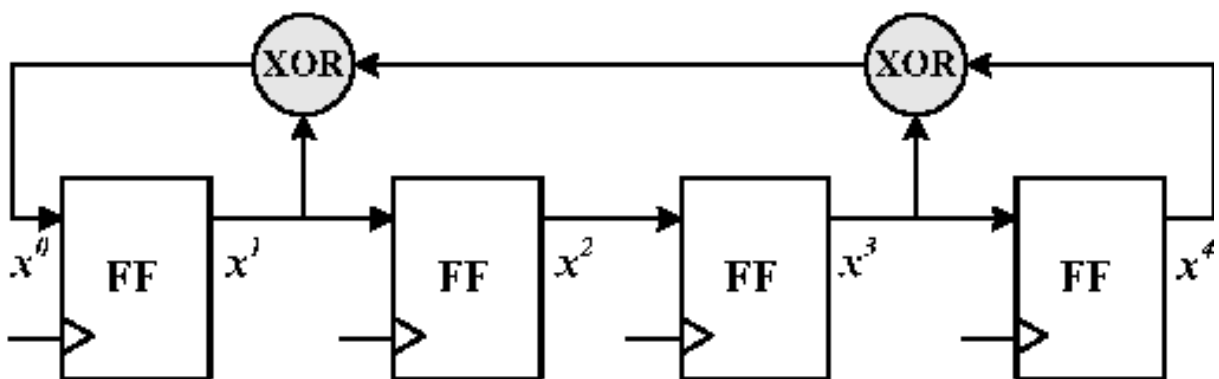 XOR XOR
x⁰ FF x¹ FF x² FF x³ FF x⁴